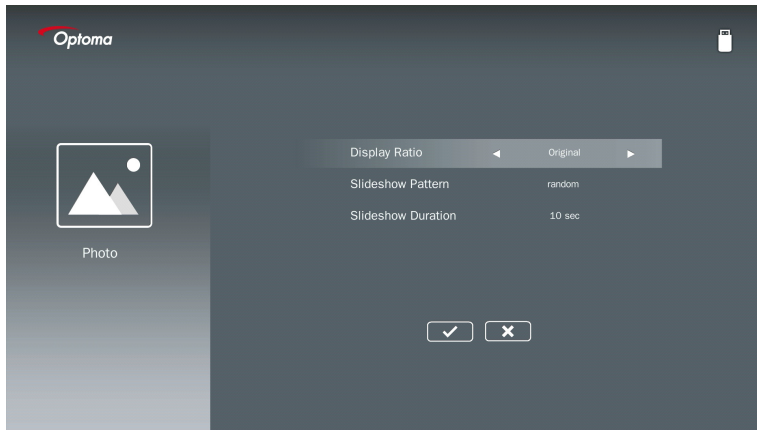 Optoma
Display Ratio ◀ Original ▶
Slideshow Pattern random
Slideshow Duration 10 sec
Photo